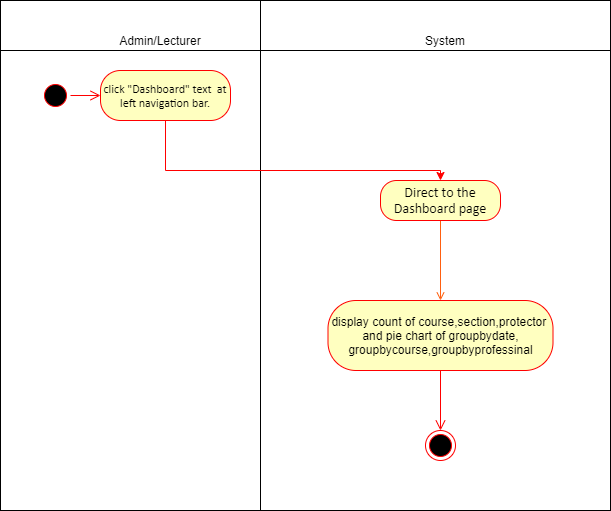 Admin/Lecturer
System
click "Dashboard" text at
left navigation bar.
Direct to the
Dashboard page
display count of course,section,protector
and pie chart of groupbydate,
groupbycourse,groupbyprofessinal